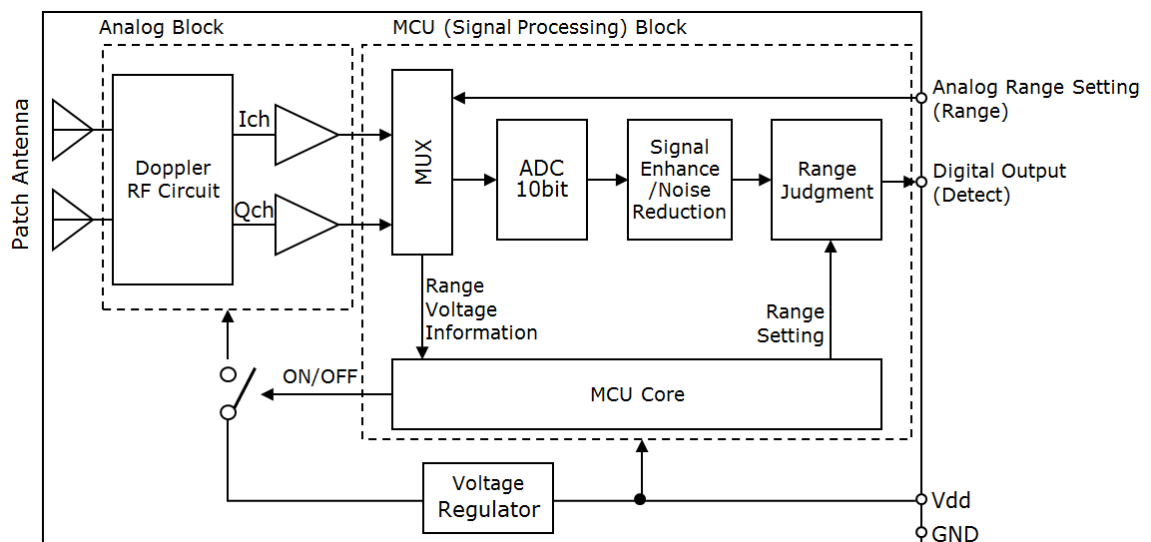 Analog Block
MCU (Signal Processing) Block
Patch Antenna
Doppler
RF Circuit
Ich
Qch
MUX
ADC
10bit
Signal
Enhance
/Noise
Reduction
Range
Judgment
Analog Range Setting
(Range)
Digital Output
(Detect)
Range
Voltage
Information
Range
Setting
ON/OFF
MCU Core
Voltage
Regulator
Vdd
GND